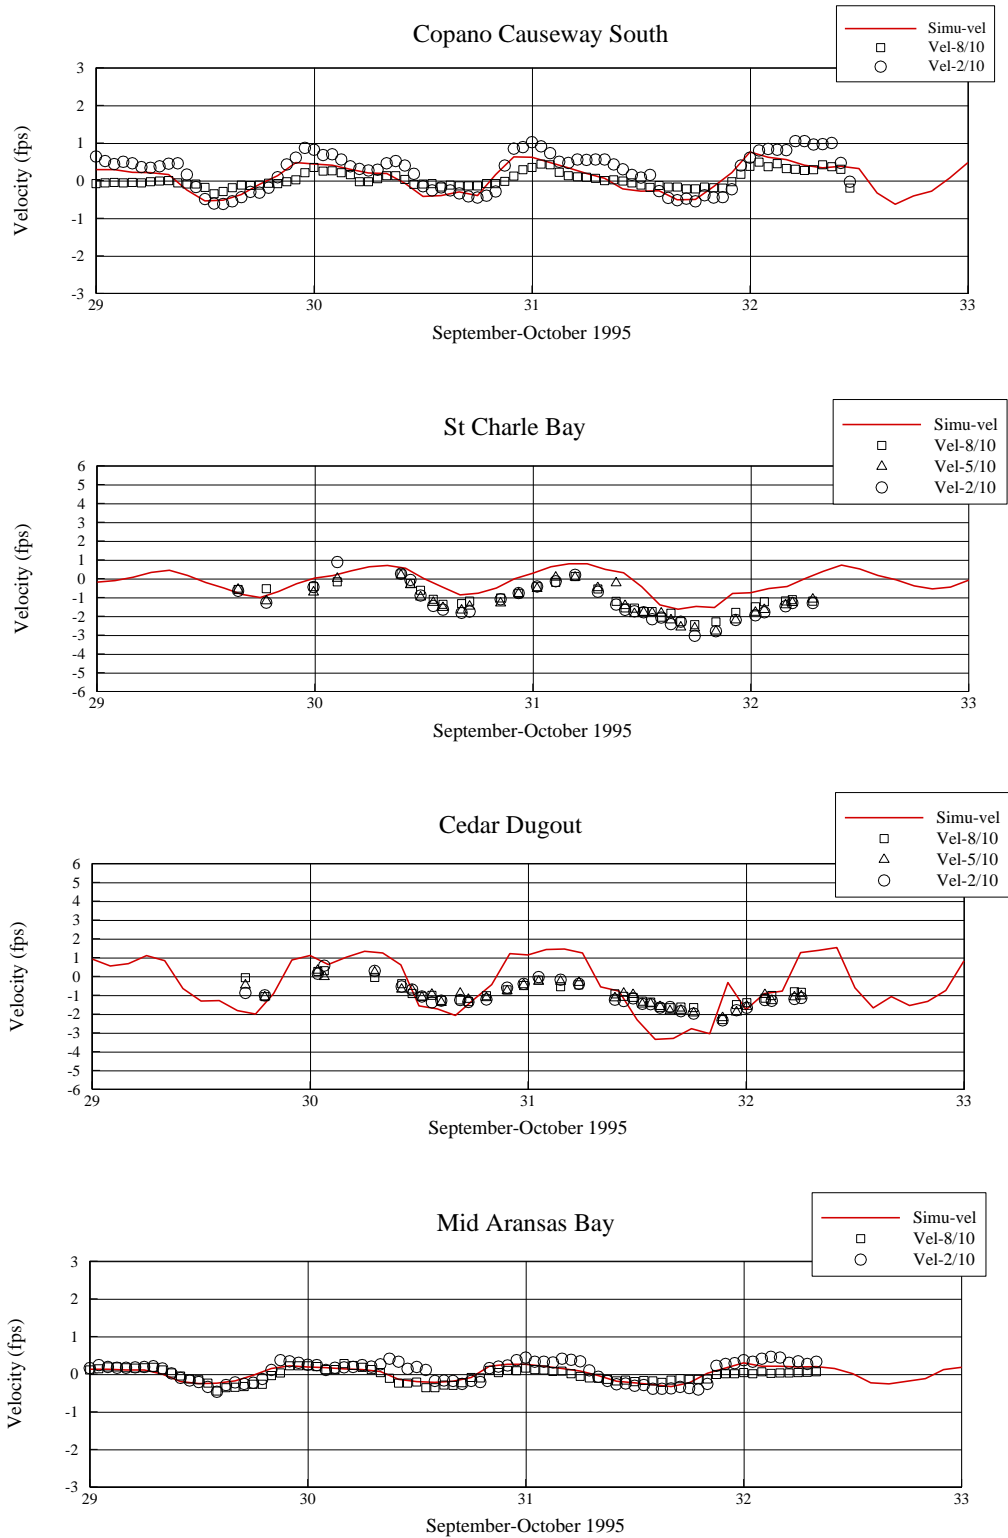 Copano Causeway South
Simu-vel
Vel-8/10
Vel-2/10
3
2
1
0
-1
-2
-3
Velocity (fps)
29
30
31
32
33
September-October 1995
St Charle Bay
Simu-vel
Vel-8/10
Vel-5/10
Vel-2/10
6
5
4
3
2
1
0
-1
-2
-3
-4
-5
-6
Velocity (fps)
29
30
31
32
33
September-October 1995
Cedar Dugout
Simu-vel
Vel-8/10
Vel-5/10
Vel-2/10
6
5
4
3
2
1
0
-1
-2
-3
-4
-5
-6
Velocity (fps)
29
30
31
32
33
September-October 1995
Mid Aransas Bay
Simu-vel
Vel-8/10
Vel-2/10
3
2
1
0
-1
-2
-3
Velocity (fps)
29
30
31
32
33
September-October 1995